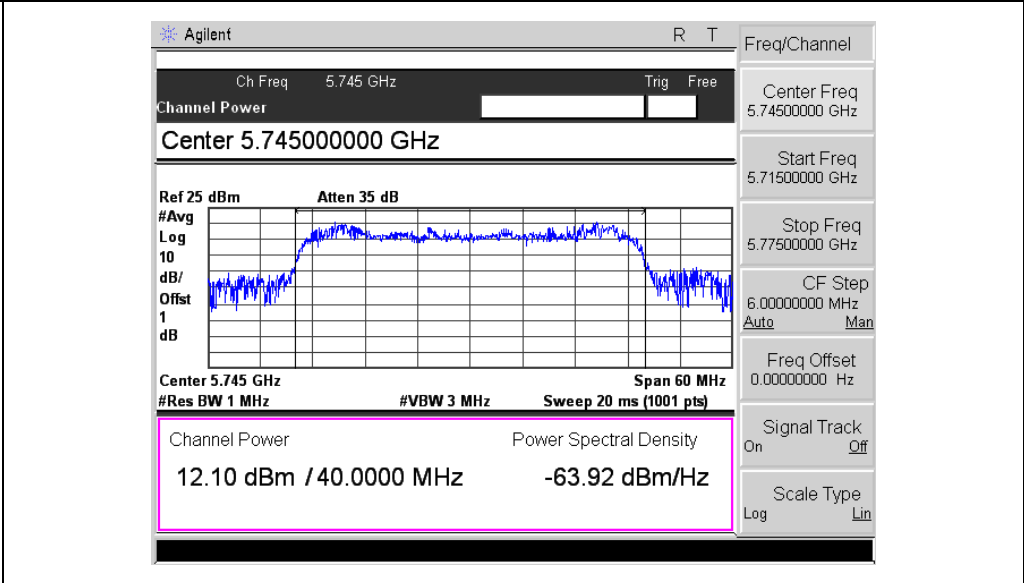 Agilent R T
Freq/Channel
Ch Freq 5.745 GHz Trig Free
Channel Power
Center 5.745000000 GHz
Ref 25 dBm Atten 35 dB
#Avg
Log
10
dB/
Offst
1
dB
Center 5.745 GHz Span 60 MHz
#Res BW 1 MHz #VBW 3 MHz Sweep 20 ms (1001 pts)
Channel Power Power Spectral Density
12.10 dBm / 40.0000 MHz -63.92 dBm/Hz
Center Freq
5.74500000 GHz
Start Freq
5.71500000 GHz
Stop Freq
5.77500000 GHz
CF Step
6.00000000 MHz
Auto Man
Freq Offset
0.00000000 Hz
Signal Track
On Off
Scale Type
Log Lin